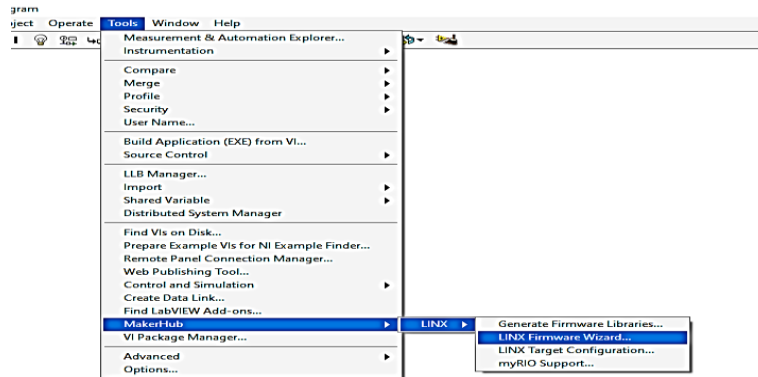 gram
ject Operate Tools Window Help
Measurement & Automation Explorer...
Instrumentation
Compare
Merge
Profile
Security
User Name...
Build Application (EXE) from VI...
Source Control
LLB Manager...
Import
Shared Variable
Distributed System Manager
Find VIs on Disk...
Prepare Example VIs for NI Example Finder...
Remote Panel Connection Manager...
Web Publishing Tool...
Control and Simulation
Create Data Link...
Find LabVIEW Add-ons...
MakerHub LINX Generate Firmware Libraries...
VI Package Manager... LINX Firmware Wizard...
LINX Target Configuration...
Advanced myRIO Support...
Options...